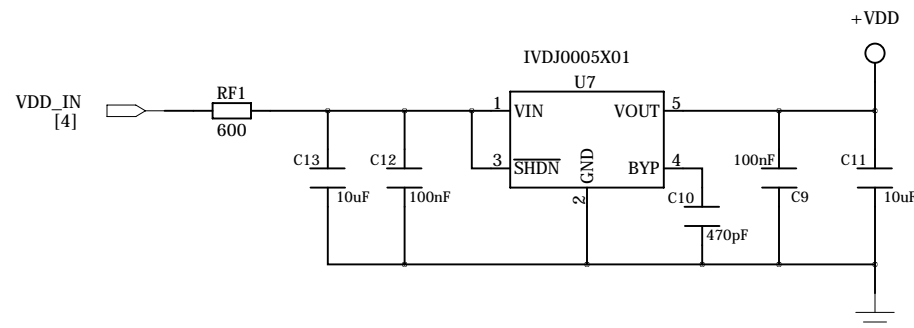 +VDD
IVDJ0005X01
U7
VDD_IN
[4]
RF1
600
1
VIN
VOUT
5
3
SHDN
GND
BYP
4
2
C13
10uF
C12
100nF
C10
470pF
100nF
C9
C11
10uF